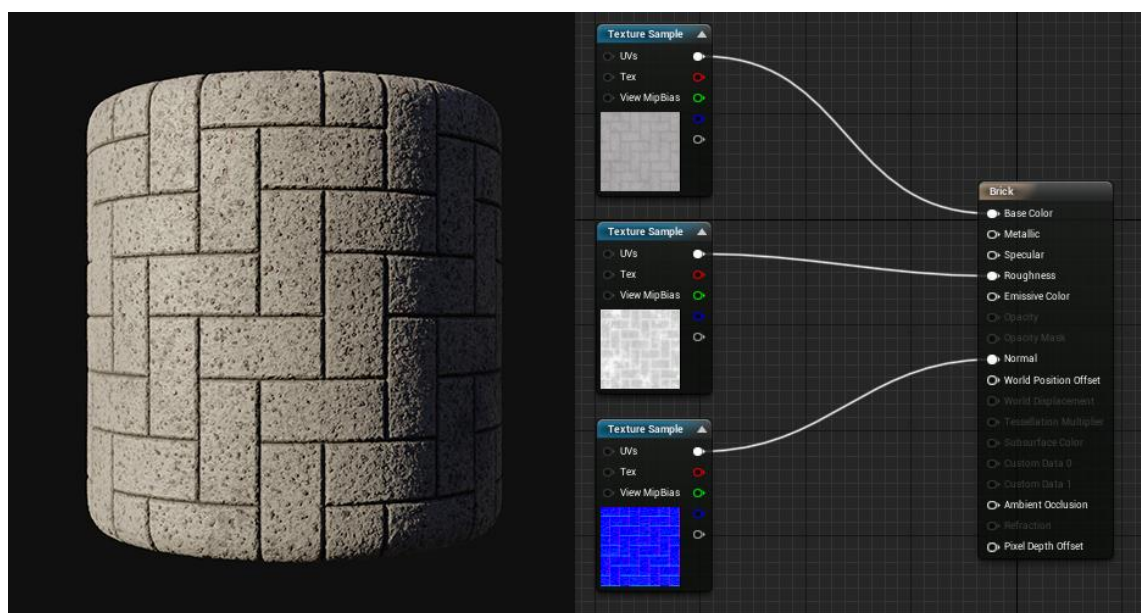 Texture Sample
UVs
Tex
View MipBias
Texture Sample
UVs
Tex
View MipBias
Texture Sample
UVs
Tex
View MipBias
Brick
Base Color
Metallic
Specular
Roughness
Emissive Color
Opacity
Opacity Mask
Normal
World Position Offset
World Displacement
Tessellation Multiplier
Subsurface Color
Custom Data 0
Custom Data 1
Ambient Occlusion
Refraction
Pixel Depth Offset